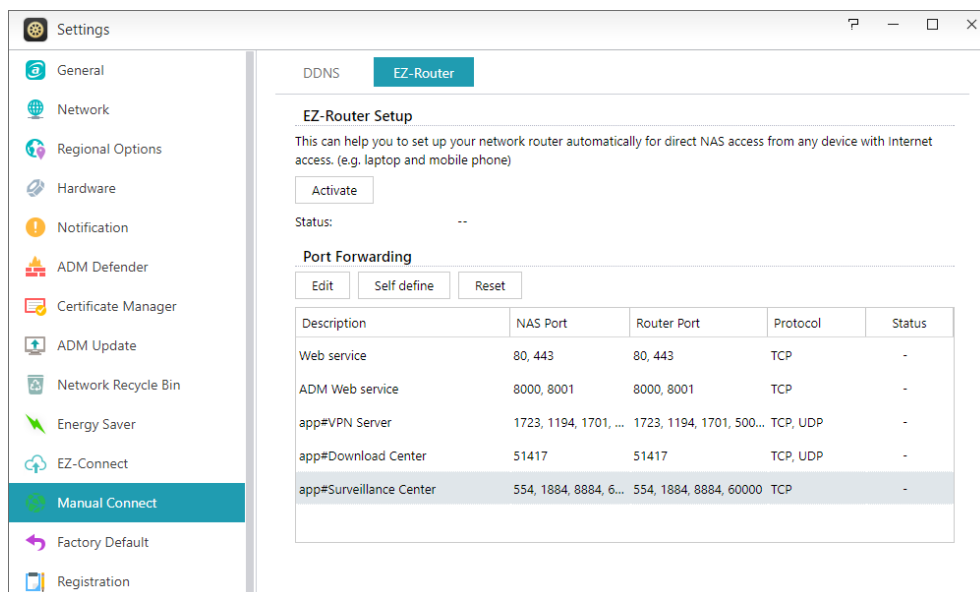 Settings
General
Network
Regional Options
Hardware
Notification
ADM Defender
Certificate Manager
ADM Update
Network Recycle Bin
Energy Saver
EZ-Connect
Manual Connect
Factory Default
Registration
DDNS EZ-Router
EZ-Router Setup
This can help you to set up your network router automatically for direct NAS access from any device with Internet
access. (e.g. laptop and mobile phone)
Activate
Status: --
Port Forwarding
Edit Self define Reset
Description NAS Port Router Port Protocol Status
Web service 80, 443 80, 443 TCP -
ADM Web service 8000, 8001 8000, 8001 TCP -
app#VPN Server 1723, 1194, 1701, ... 1723, 1194, 1701, 500... TCP, UDP -
app#Download Center 51417 51417 TCP, UDP -
app#Surveillance Center 554, 1884, 8884, 6... 554, 1884, 8884, 60000 TCP -